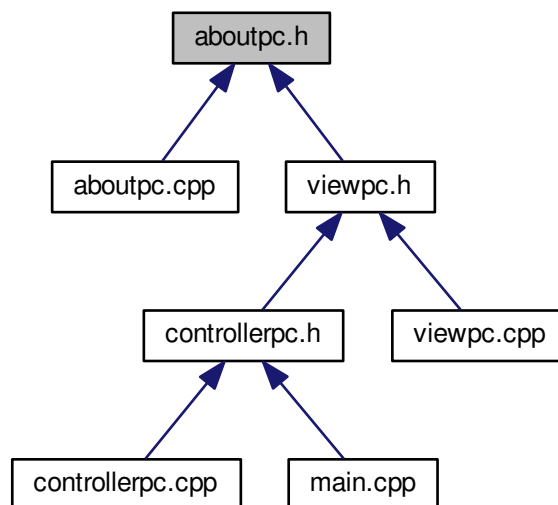 aboutpc.h
aboutpc.cpp
viewpc.h
controllerpc.h
viewpc.cpp
controllerpc.cpp
main.cpp